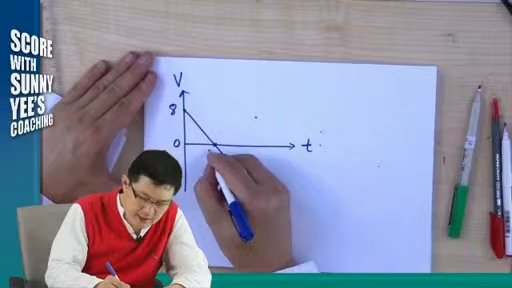 SCORE
WITH
SUNNY
YEE'S
COACHING
V
8
0
t